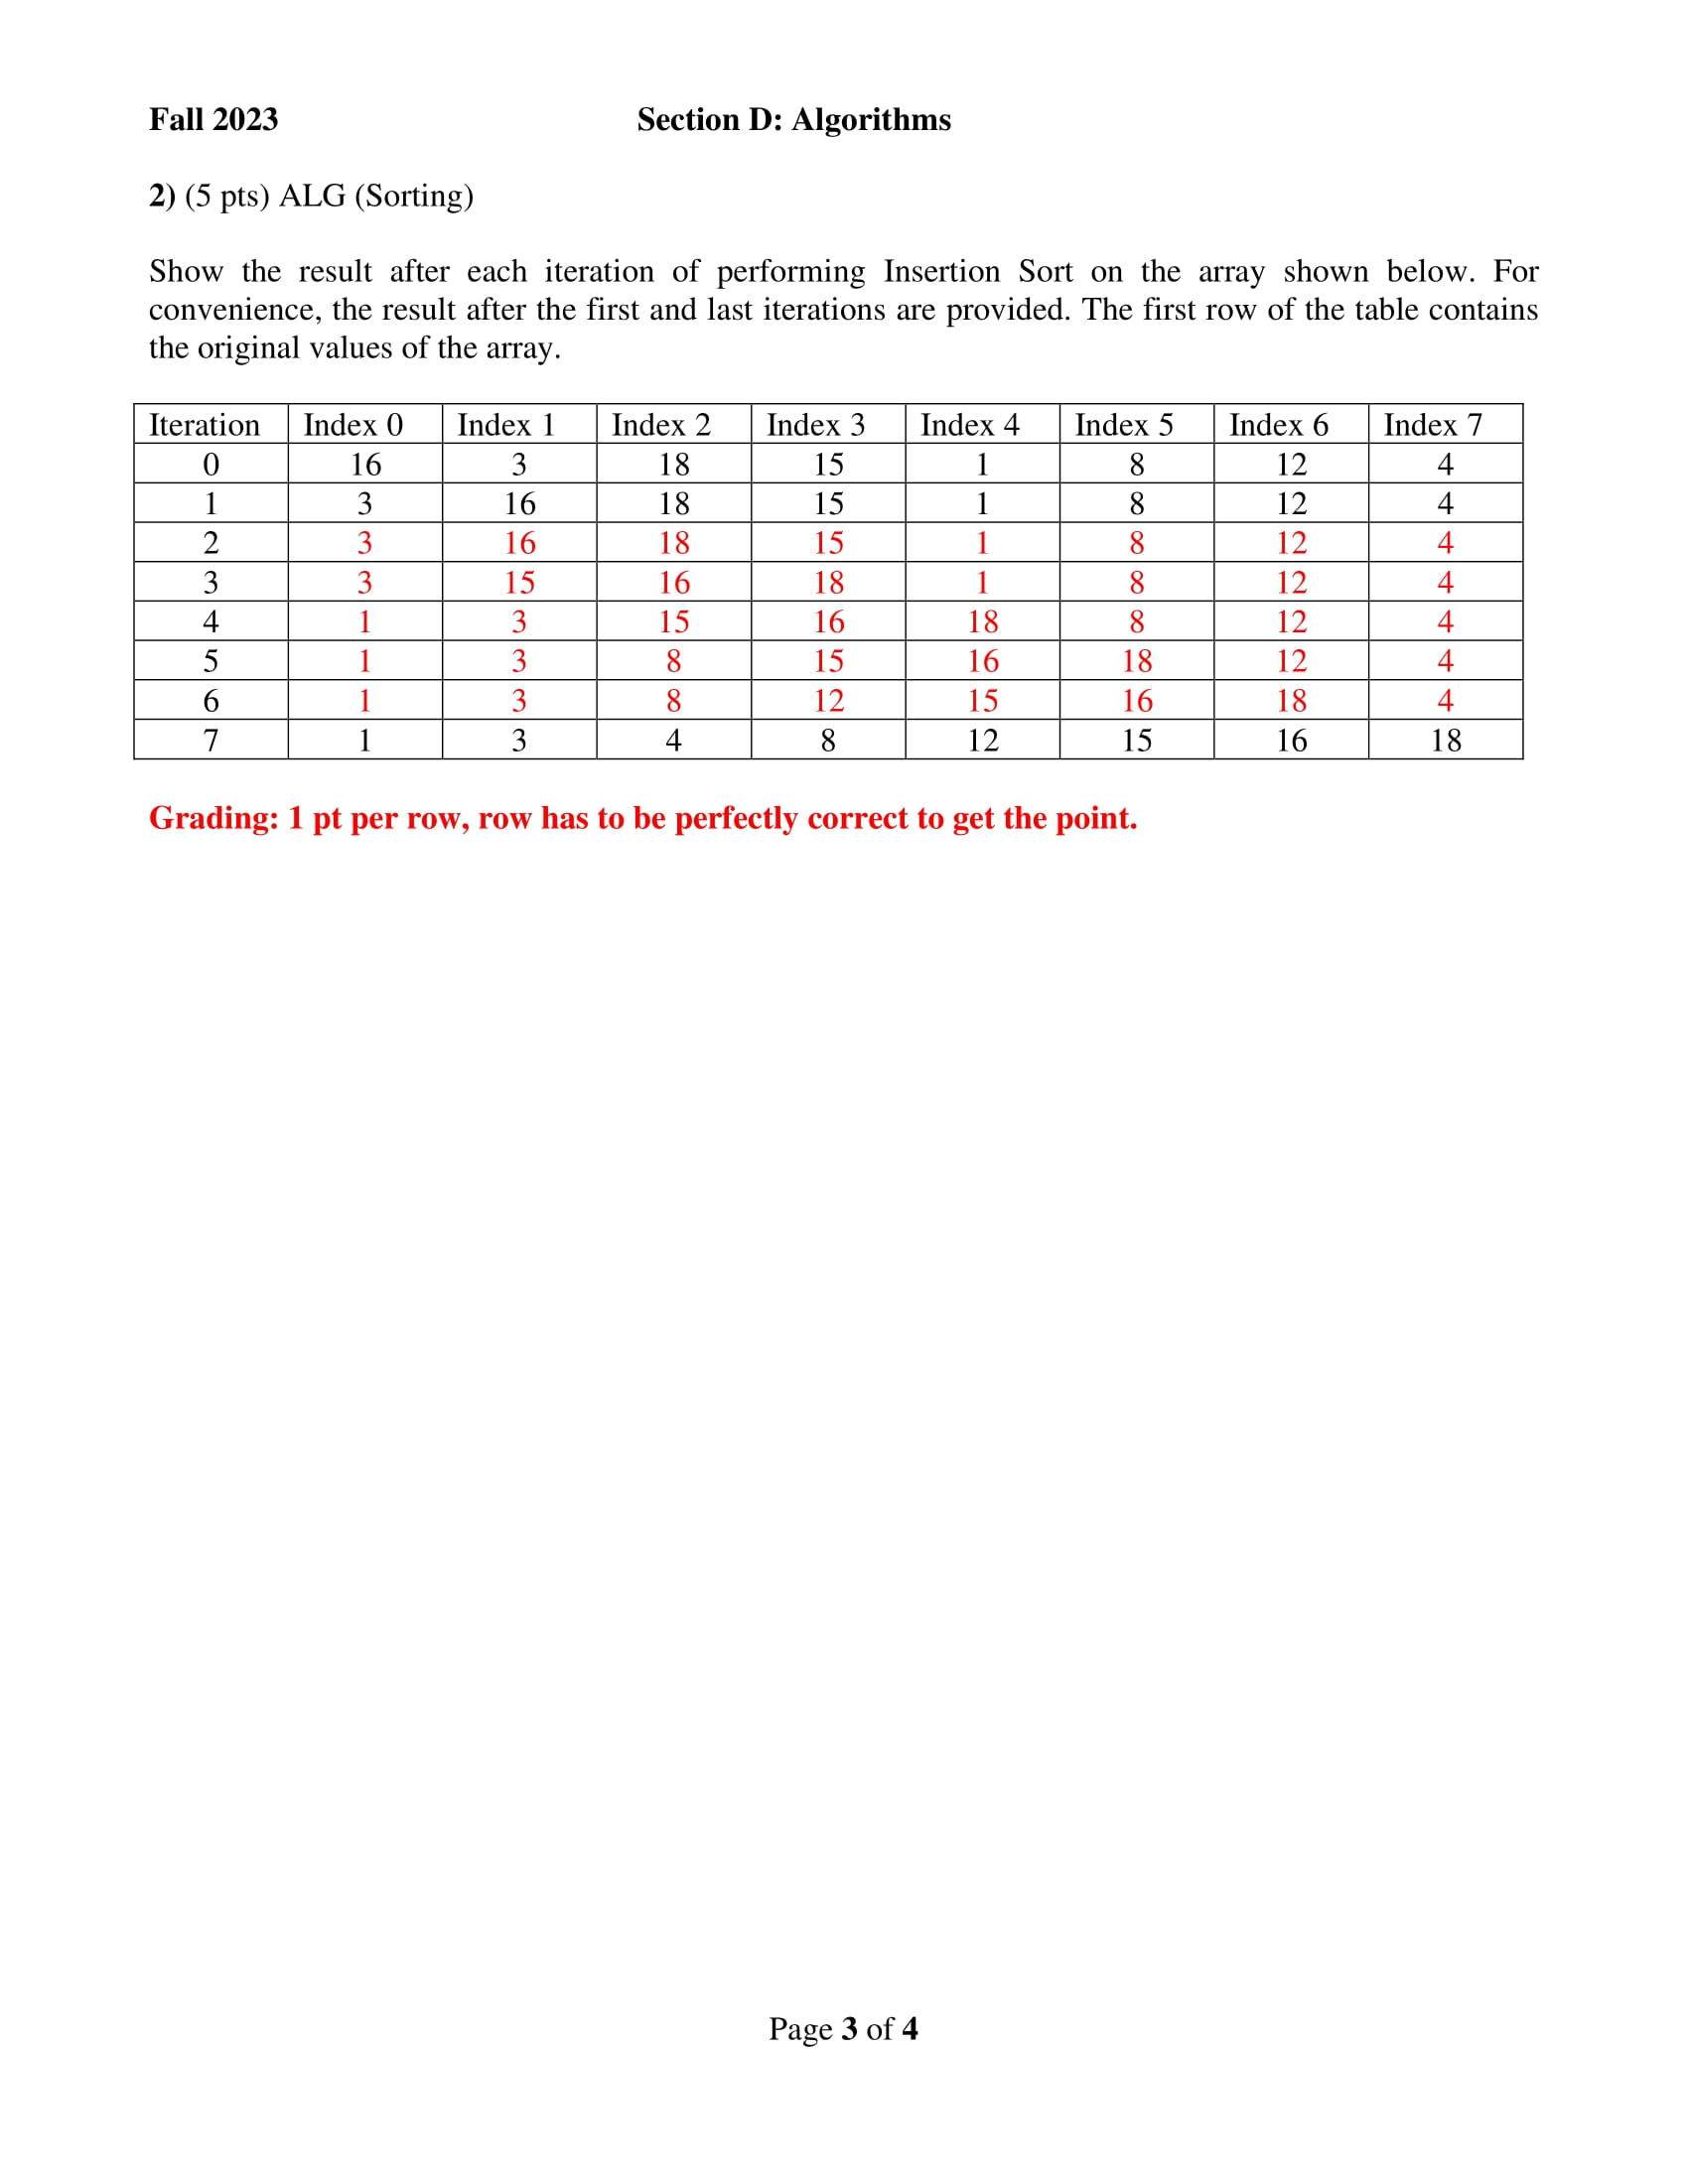 Fall 2023 Section D: Algorithms
2) (5 pts) ALG (Sorting)
Show the result after each iteration of performing Insertion Sort on the array shown below. For
convenience, the result after the first and last iterations are provided. The first row of the table contains
the original values of the array.
Iteration Index 0 Index 1 Index 2 Index 3 Index 4 Index 5 Index 6 Index 7
0 16 3 18 15 1 8 12 4
1 3 16 18 15 1 8 12 4
2 3 16 18 15 1 8 12 4
3 3 15 16 18 1 8 12 4
4 1 3 15 16 18 8 12 4
5 1 3 8 15 16 18 12 4
6 1 3 8 12 15 16 18 4
7 1 3 4 8 12 15 16 18
Grading: 1 pt per row, row has to be perfectly correct to get the point.
Page 3 of 4